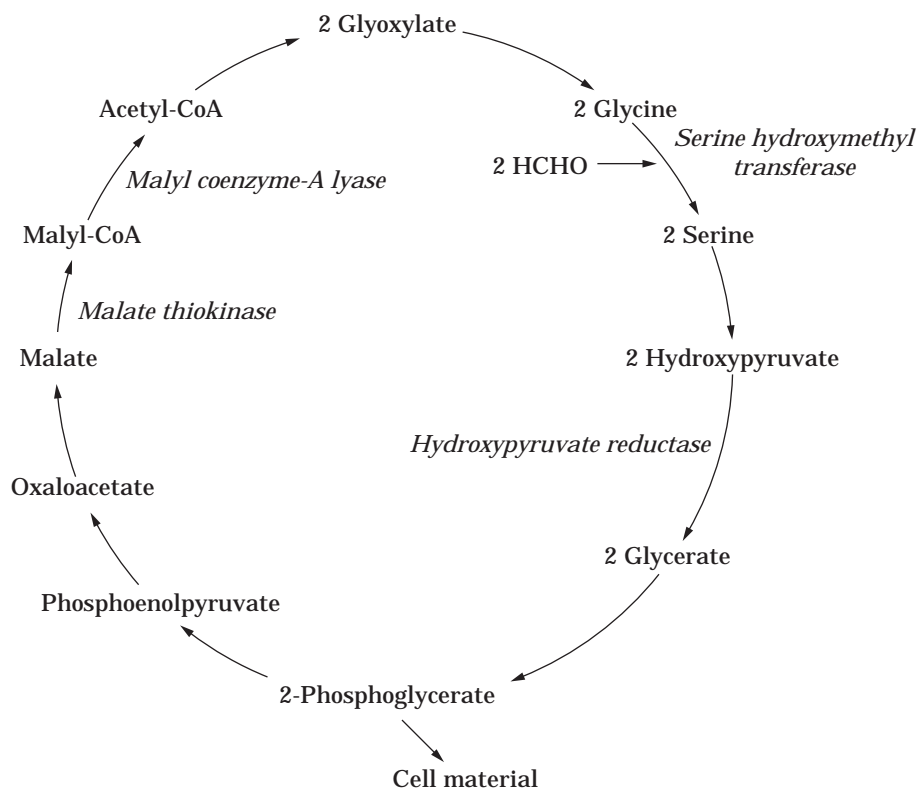 2 Glyoxylate
Acetyl-CoA
2 Glycine
Serine hydroxymethyl
transferase
2 HCHO
Malyl coenzyme-A lyase
Malyl-CoA
2 Serine
Malate thiokinase
Malate
2 Hydroxypyruvate
Hydroxypyruvate reductase
Oxaloacetate
2 Glycerate
Phosphoenolpyruvate
2-Phosphoglycerate
Cell material